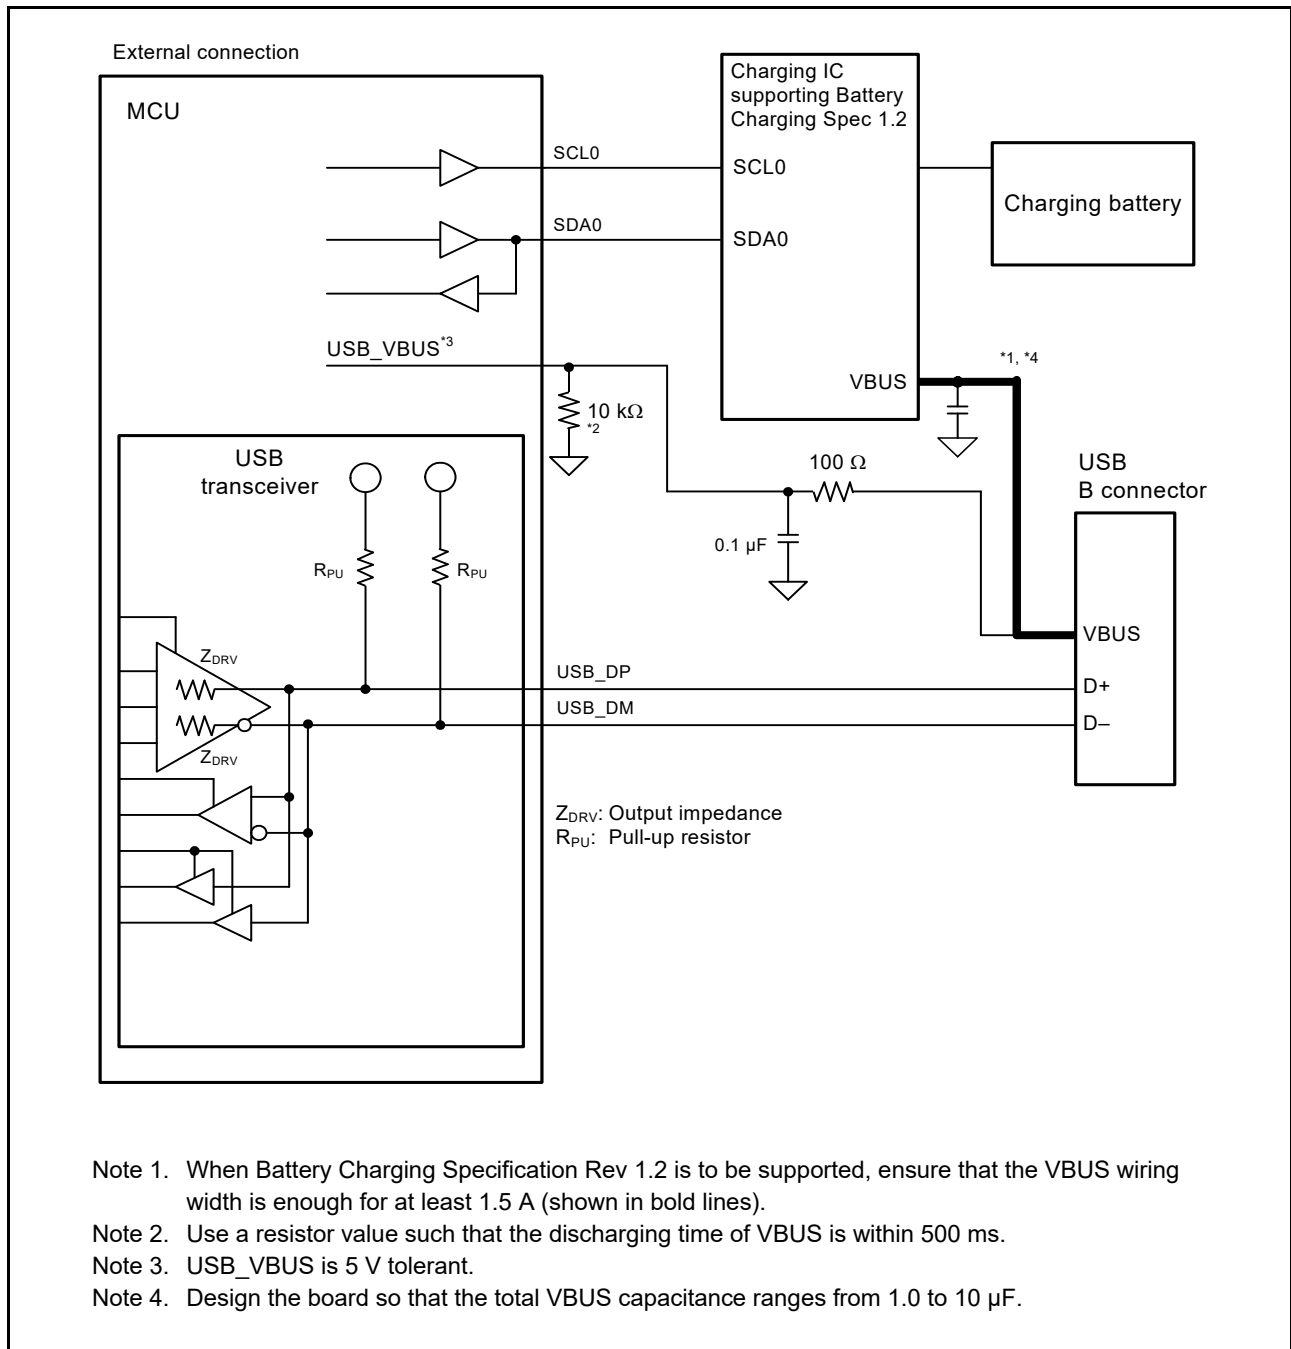 External connection
MCU
Charging IC
supporting Battery
Charging Spec 1.2
SCL0
SCL0
Charging battery
SDA0
SDA0
USB_VBUS*3
*1, *4
VBUS
10 kΩ
*2
USB
transceiver
100 Ω
USB
B connector
0.1 µF
RPU
RPU
VBUS
ZDRV
USB_DP
D+
USB_DM
D–
ZDRV
ZDRV: Output impedance
RPU: Pull-up resistor
Note 1. When Battery Charging Specification Rev 1.2 is to be supported, ensure that the VBUS wiring
width is enough for at least 1.5 A (shown in bold lines).
Note 2. Use a resistor value such that the discharging time of VBUS is within 500 ms.
Note 3. USB_VBUS is 5 V tolerant.
Note 4. Design the board so that the total VBUS capacitance ranges from 1.0 to 10 µF.